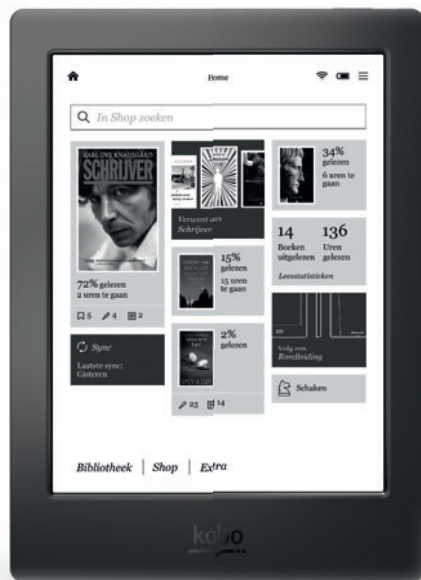 Home
In Shop zoeken
KARL OVE KNAUSGÅRD
SCHRIJVER
72% gelezen
2 uren te gaan
5 4 2
Sync
Laatste sync:
Gisteren
Verwant aan
Schrijver
15%
gelezen
15 uren
te gaan
2%
gelezen
SYLVIA DAY
23 14
34%
gelezen
6 uren te
gaan
14 136
Boeken Uren
uitgelezen gelezen
Leesstatistieken
Volg een
Rondleiding
Schaken
Bibliotheek Shop Extra
kobo